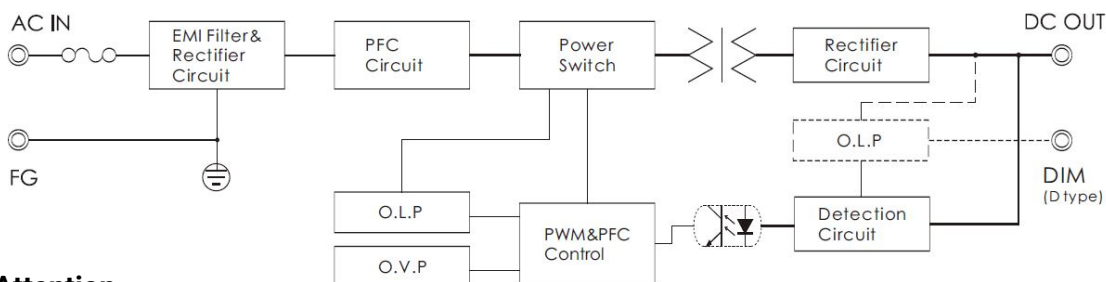 AC IN
DC OUT
EMI Filter&
Rectifier
Circuit
PFC
Circuit
Power
Switch
Rectifier
Circuit
O.L.P
FG
DIM
(D type)
O.L.P
PWM&PFC
Control
Detection
Circuit
O.V.P
Attention